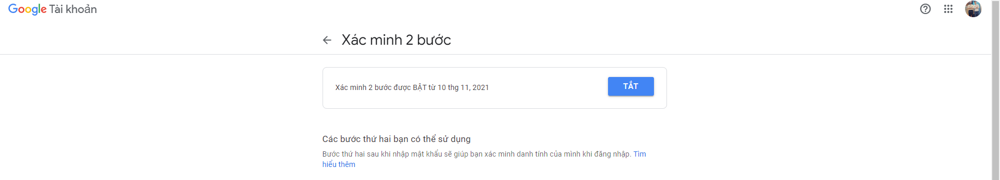 Google Tài khoản
Xác minh 2 bước
Xác minh 2 bước được BẬT từ 10 thg 11, 2021
TẮT
Các bước thứ hai bạn có thể sử dụng
Bước thứ hai sau khi nhập mật khẩu sẽ giúp bạn xác minh danh tính của mình khi đăng nhập. Tìm
hiểu thêm